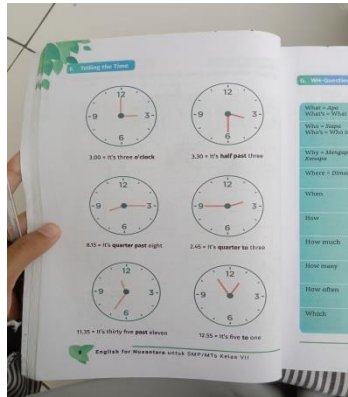 F. Telling the Time
12
9
3
6
12
9
3
6
3.00 = It's three o'clock
3.30 = It's half past three
12
9
3
6
12
9
3
6
8.15 = It's quarter past eight
2.45 = It's quarter to three
12
9
3
6
12
9
3
6
11.35 = It's thirty five past eleven
12.55 = It's five to one
English for Nusantara untuk SMP/MTs Kelas VII
G. WH-Question
What = Apa
What's = What
Who = Siapa
Who's = Who is
Why = Mengapa
Kenapa
Where = Dimana
When
How
How much
How many
How often
Which